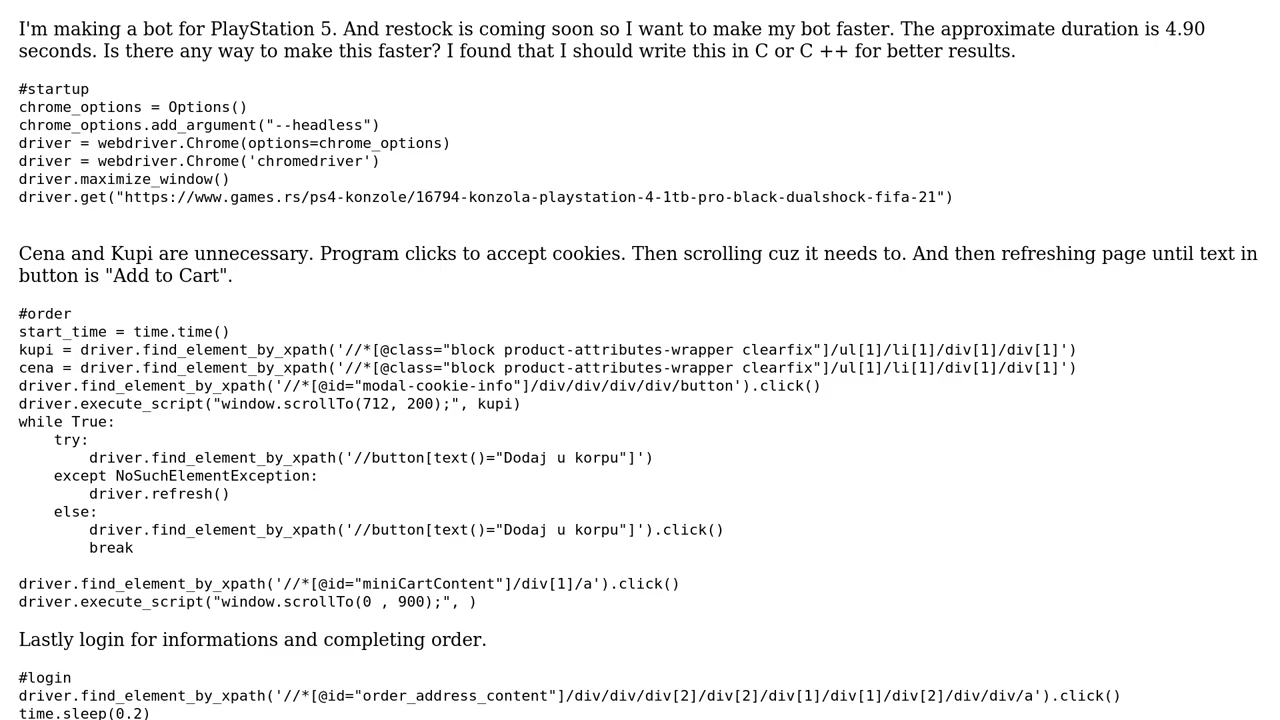 I'm making a bot for PlayStation 5. And restock is coming soon so I want to make my bot faster. The approximate duration is 4.90
seconds. Is there any way to make this faster? I found that I should write this in C or C ++ for better results.
#startup
chrome_options = Options()
chrome_options.add_argument("--headless")
driver = webdriver.Chrome(options=chrome_options)
driver = webdriver.Chrome('chromedriver')
driver.maximize_window()
driver.get("https://www.games.rs/ps4-konzole/16794-konzola-playstation-4-1tb-pro-black-dualshock-fifa-21")
Cena and Kupi are unnecessary. Program clicks to accept cookies. Then scrolling cuz it needs to. And then refreshing page until text in
button is "Add to Cart".
#order
start_time = time.time()
kupi = driver.find_element_by_xpath('//*[@class="block product-attributes-wrapper clearfix"]/ul[1]/li[1]/div[1]/div[1]')
cena = driver.find_element_by_xpath('//*[@class="block product-attributes-wrapper clearfix"]/ul[1]/li[1]/div[1]/div[1]')
driver.find_element_by_xpath('//*[@id="modal-cookie-info"]/div/div/div/div/button').click()
driver.execute_script("window.scrollTo(712, 200);", kupi)
while True:
    try:
        driver.find_element_by_xpath('//button[text()="Dodaj u korpu"]')
    except NoSuchElementException:
        driver.refresh()
    else:
        driver.find_element_by_xpath('//button[text()="Dodaj u korpu"]').click()
        break
driver.find_element_by_xpath('//*[@id="miniCartContent"]/div[1]/a').click()
driver.execute_script("window.scrollTo(0 , 900);", )
Lastly login for informations and completing order.
#login
driver.find_element_by_xpath('//*[@id="order_address_content"]/div/div/div[2]/div[2]/div[1]/div[1]/div[2]/div/div/a').click()
time.sleep(0.2)